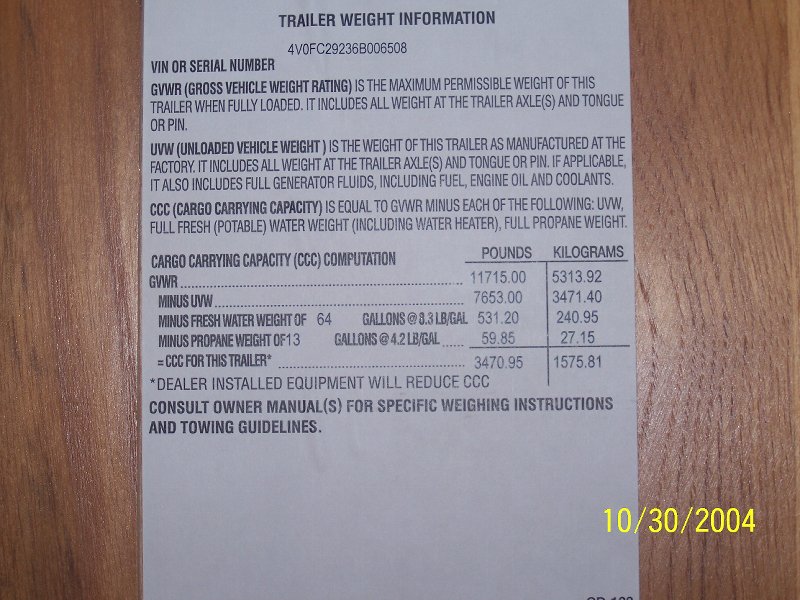 TRAILER WEIGHT INFORMATION
4V0FC29236B006508
VIN OR SERIAL NUMBER
GVWR (GROSS VEHICLE WEIGHT RATING) IS THE MAXIMUM PERMISSIBLE WEIGHT OF THIS
TRAILER WHEN FULLY LOADED. IT INCLUDES ALL WEIGHT AT THE TRAILER AXLE(S) AND TONGUE
OR PIN.
UVW (UNLOADED VEHICLE WEIGHT ) IS THE WEIGHT OF THIS TRAILER AS MANUFACTURED AT THE
FACTORY. IT INCLUDES ALL WEIGHT AT THE TRAILER AXLE(S) AND TONGUE OR PIN. IF APPLICABLE,
IT ALSO INCLUDES FULL GENERATOR FLUIDS, INCLUDING FUEL, ENGINE OIL AND COOLANTS.
CCC (CARGO CARRYING CAPACITY) IS EQUAL TO GVWR MINUS EACH OF THE FOLLOWING: UVW,
FULL FRESH (POTABLE) WATER WEIGHT (INCLUDING WATER HEATER), FULL PROPANE WEIGHT.
CARGO CARRYING CAPACITY (CCC) COMPUTATION POUNDS KILOGRAMS
GVWR 11715.00 5313.92
MINUS UVW 7653.00 3471.40
MINUS FRESH WATER WEIGHT OF 64 GALLONS @ 8.3 LB/GAL 531.20 240.95
MINUS PROPANE WEIGHT OF 13 GALLONS @ 4.2 LB/GAL 59.85 27.15
= CCC FOR THIS TRAILER* 3470.95 1575.81
*DEALER INSTALLED EQUIPMENT WILL REDUCE CCC
CONSULT OWNER MANUAL(S) FOR SPECIFIC WEIGHING INSTRUCTIONS
AND TOWING GUIDELINES.
10/30/2004